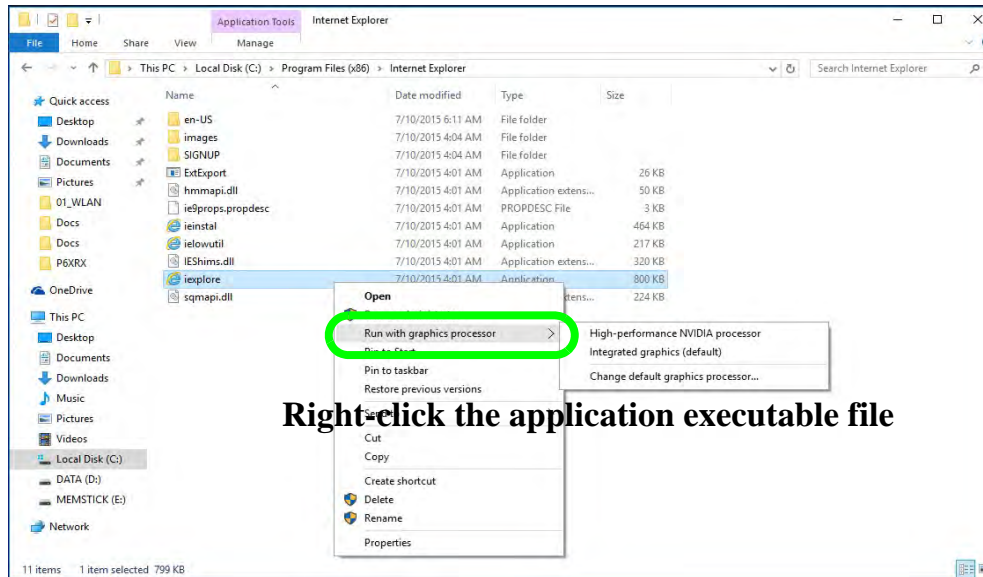 Application Tools Internet Explorer
File Home Share View Manage
This PC > Local Disk (C:) > Program Files (x86) > Internet Explorer
Search Internet Explorer
Name Date modified Type Size
Quick access
Desktop
Downloads
Documents
Pictures
01_WLAN
Docs
Docs
P6XRX
OneDrive
This PC
Desktop
Documents
Downloads
Music
Pictures
Videos
Local Disk (C:)
DATA (D:)
MEMSTICK (E:)
Network
en-US 7/10/2015 6:11 AM File folder
images 7/10/2015 4:04 AM File folder
SIGNUP 7/10/2015 4:04 AM File folder
ExtExport 7/10/2015 4:01 AM Application 26 KB
hmmapi.dll 7/10/2015 4:01 AM Application extens... 50 KB
ie9props.propdesc 7/10/2015 4:01 AM PROPDESC File 3 KB
ieinstal 7/10/2015 4:01 AM Application 464 KB
ielowutil 7/10/2015 4:01 AM Application 217 KB
IEShims.dll 7/10/2015 4:01 AM Application extens... 320 KB
iexplore 7/10/2015 4:01 AM Application 800 KB
sqmapi.dll 224 KB
Open
Run with graphics processor
Pin to Start
Pin to taskbar
Restore previous versions
Cut
Copy
Create shortcut
Delete
Rename
Properties
High-performance NVIDIA processor
Integrated graphics (default)
Change default graphics processor...
Right-click the application executable file
11 items 1 item selected 799 KB